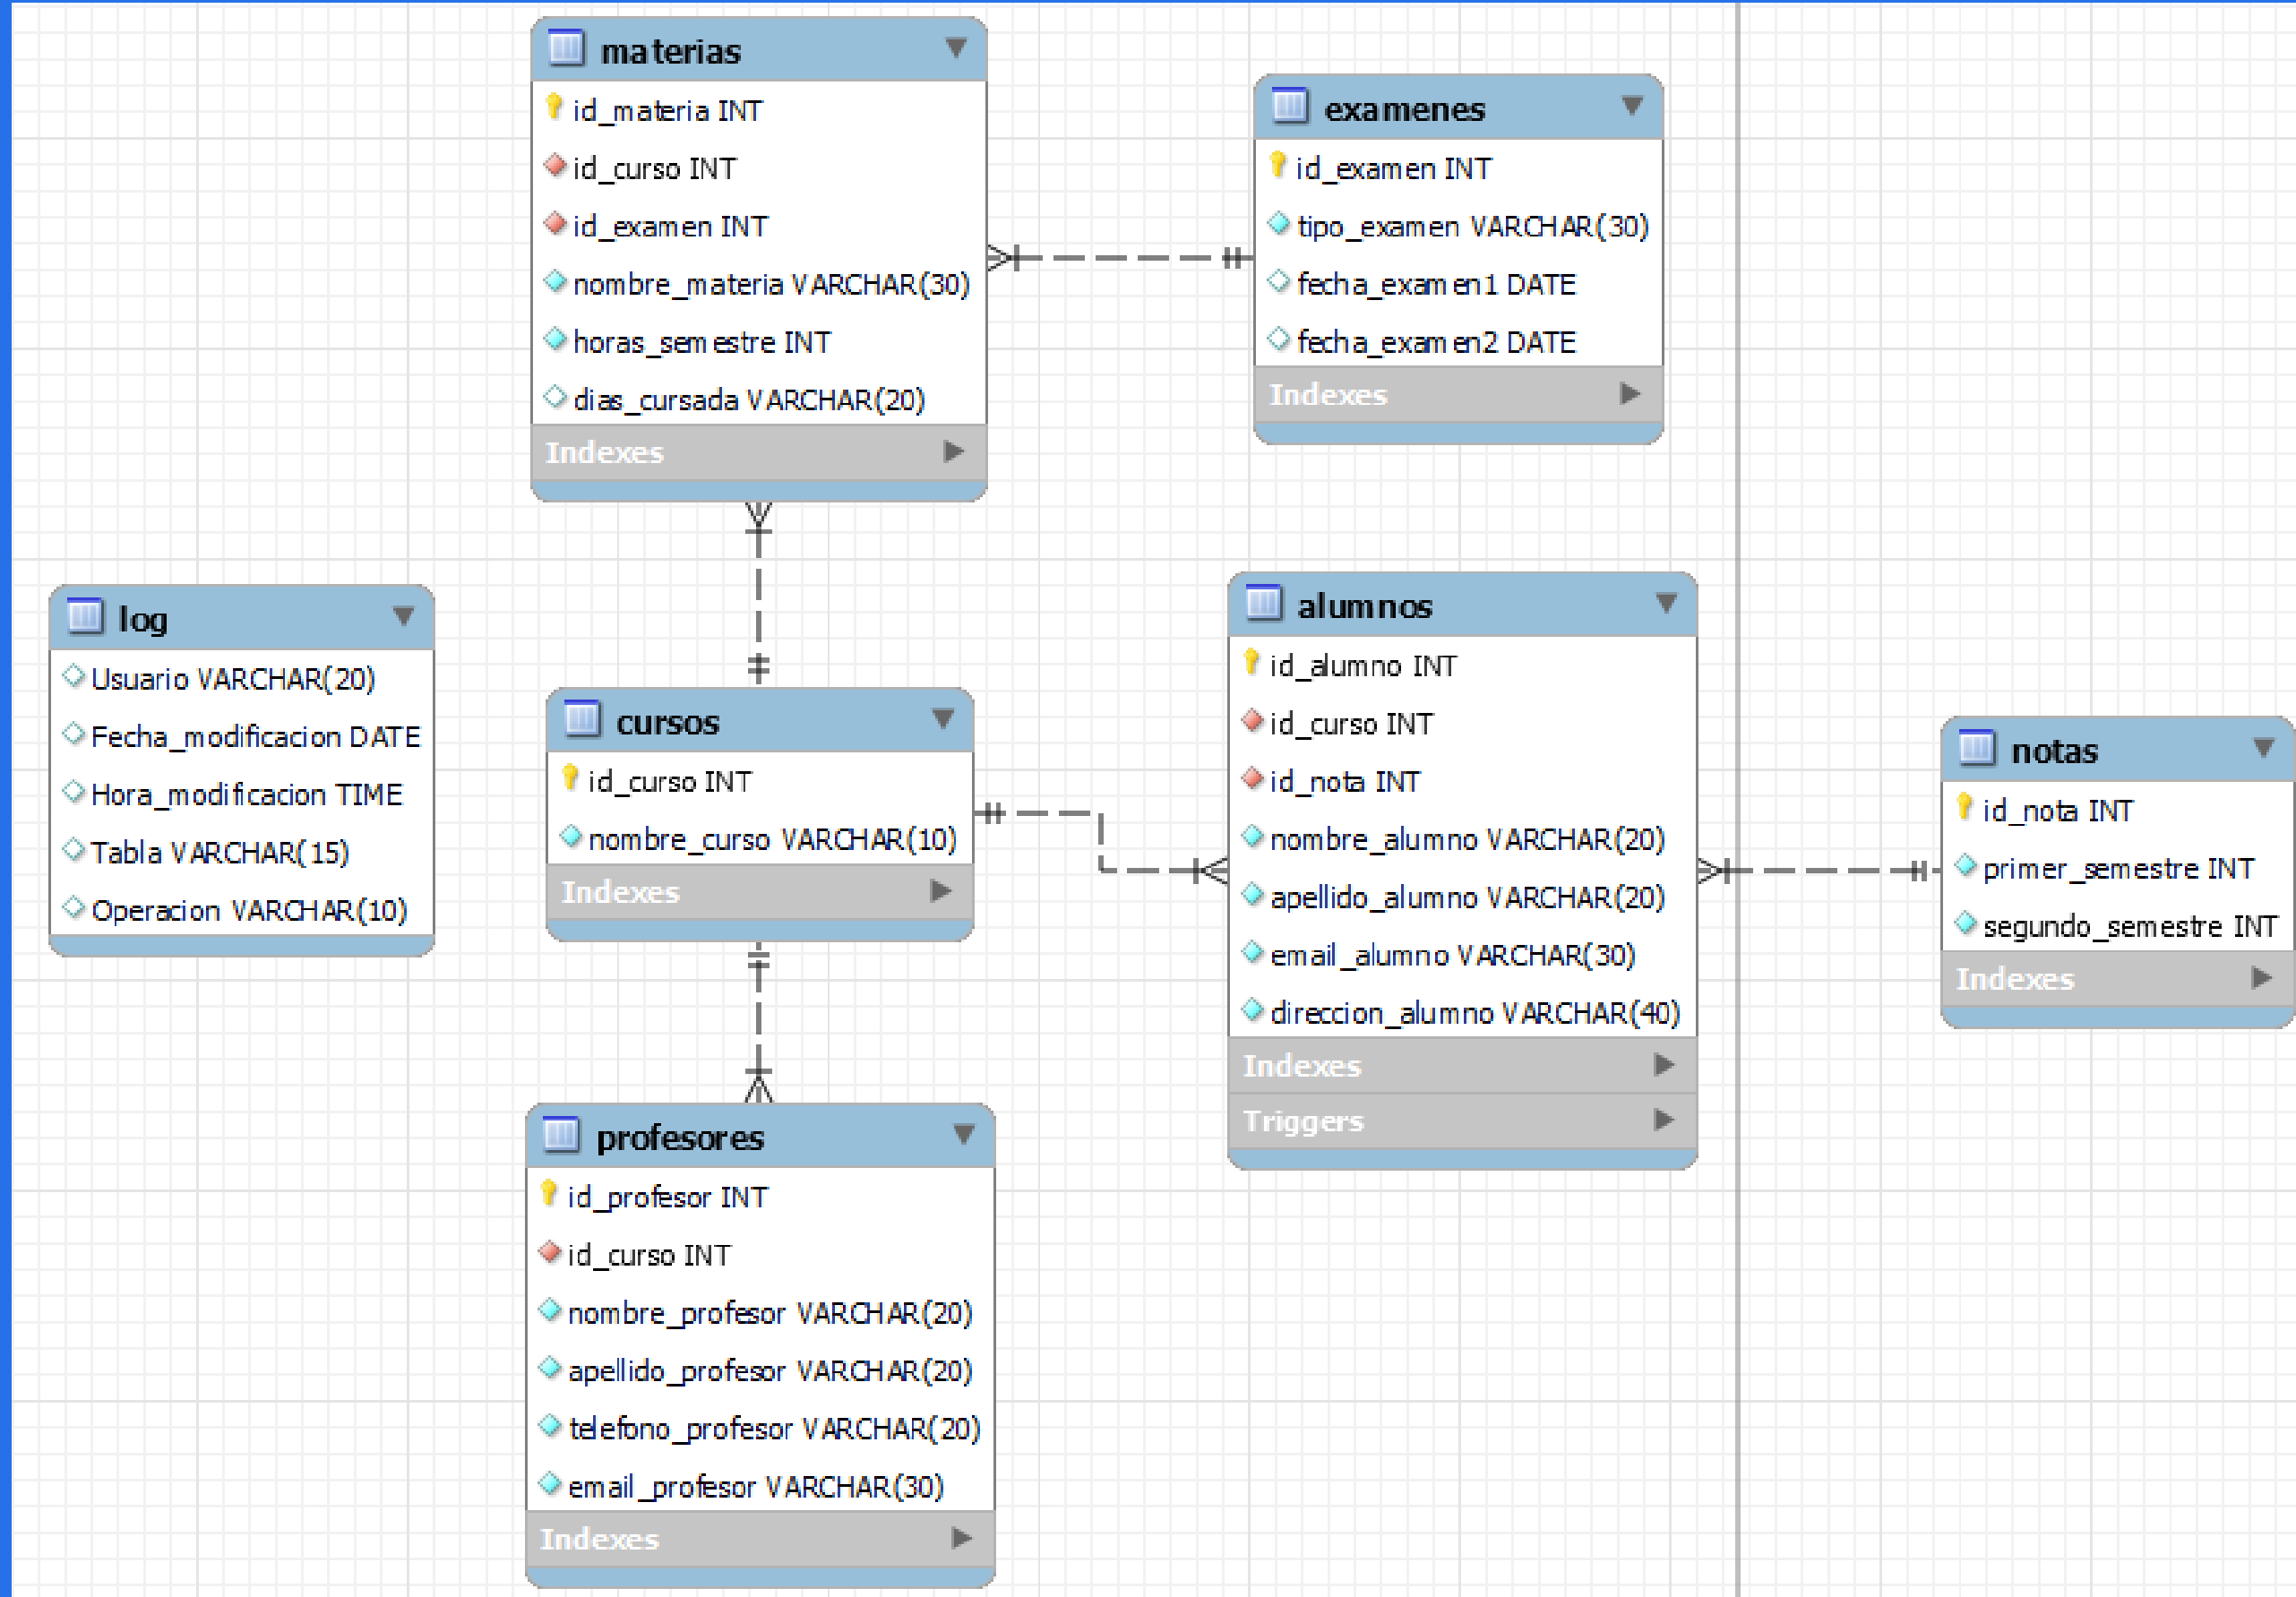 materias
id_materia INT
id_curso INT
id_examen INT
nombre_materia VARCHAR(30)
horas_semestre INT
dias_cursada VARCHAR(20)
Indexes
examenes
id_examen INT
tipo_examen VARCHAR(30)
fecha_examen1 DATE
fecha_examen2 DATE
Indexes
log
Usuario VARCHAR(20)
Fecha_modificacion DATE
Hora_modificacion TIME
Tabla VARCHAR(15)
Operacion VARCHAR(10)
cursos
id_curso INT
nombre_curso VARCHAR(10)
Indexes
alumnos
id_alumno INT
id_curso INT
id_nota INT
nombre_alumno VARCHAR(20)
apellido_alumno VARCHAR(20)
email_alumno VARCHAR(30)
direccion_alumno VARCHAR(40)
Indexes
Triggers
notas
id_nota INT
primer_semestre INT
segundo_semestre INT
Indexes
profesores
id_profesor INT
id_curso INT
nombre_profesor VARCHAR(20)
apellido_profesor VARCHAR(20)
telefono_profesor VARCHAR(20)
email_profesor VARCHAR(30)
Indexes